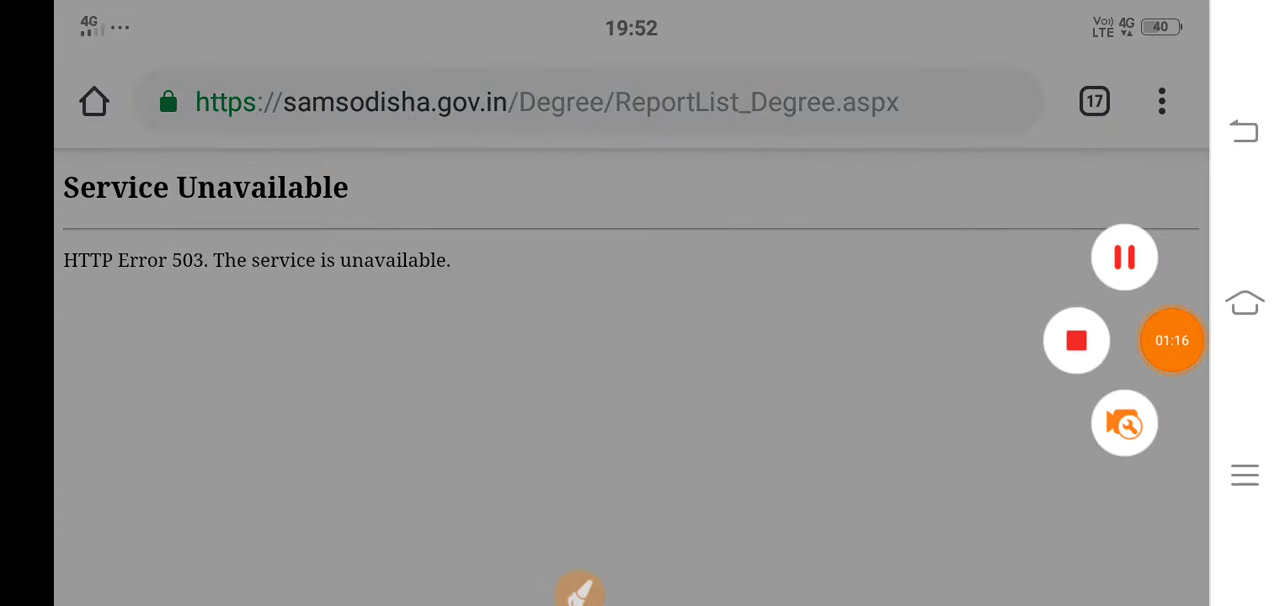 4G ... 19:52 Vo)) LTE 4G 40
https://samsodisha.gov.in/Degree/ReportList_Degree.aspx 17
Service Unavailable
HTTP Error 503. The service is unavailable.
01:16